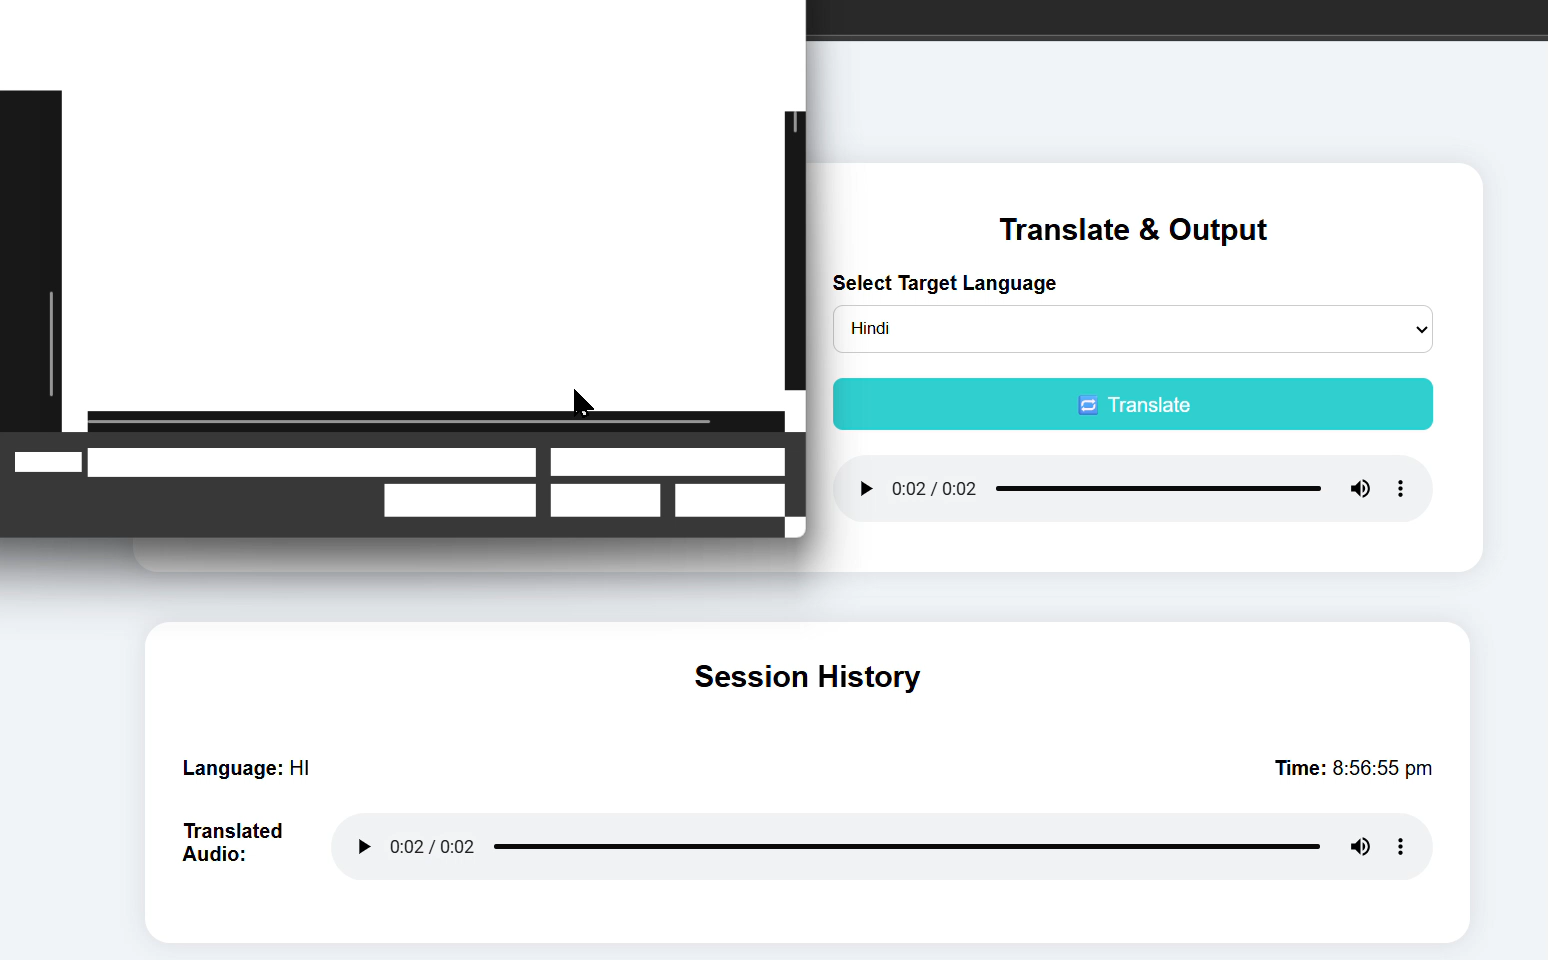 Translate & Output
Select Target Language
Hindi
Translate
0:02 / 0:02
Session History
Language: HI
Time: 8:56:55 pm
Translated
Audio:
0:02 / 0:02